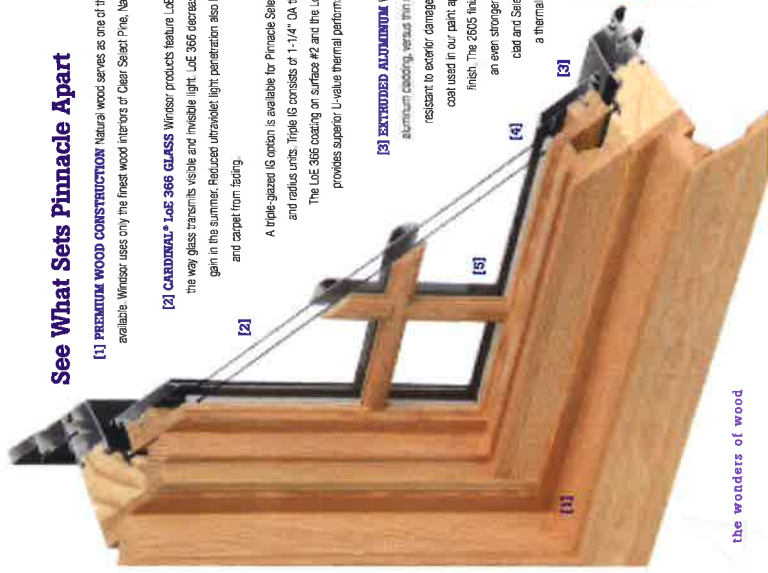 See What Sets Pinnacle Apart
[1] PREMIUM WOOD CONSTRUCTION Natural wood serves as one of th
available. Windsor uses only the finest wood interiors of Clear Select Pine, Na
[2] CARDINAL® LoE 366 GLASS Windsor products feature LoE
the way glass transmits visible and invisible light. LoE 366 decreas
gain in the summer. Reduced ultraviolet light penetration also
and carpet from fading.
A triple-glazed IG option is available for Pinnacle Selec
and radius units. Triple IG consists of 1-1/4" OA t
The LoE 366 coating on surface #2 and the Lo
provides superior U-value thermal perform
[3] EXTRUDED ALUMINUM
aluminum cladding, versus thin
resistant to exterior damage
coat used in our paint a
finish. The 2605 finis
an even stronger
clad and Sele
a thermal
[2]
[3]
[4]
[5]
[1]
the wonders of wood